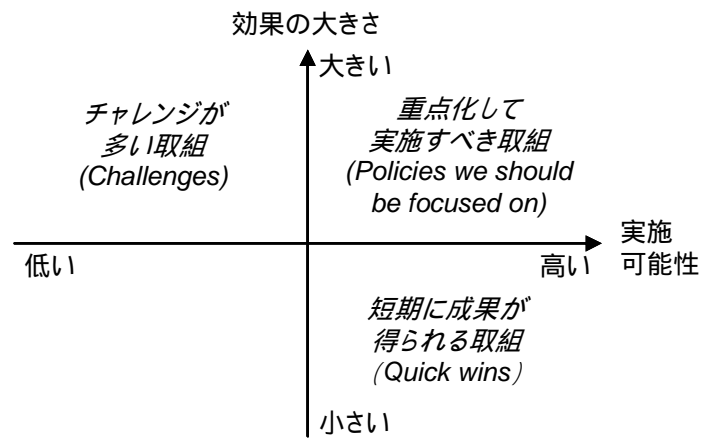 効果の大きさ
大きい
チャレンジが
多い取組
(Challenges)
重点化して
実施すべき取組
(Policies we should
be focused on)
実施
可能性
低い
高い
短期に成果が
得られる取組
(Quick wins)
小さい